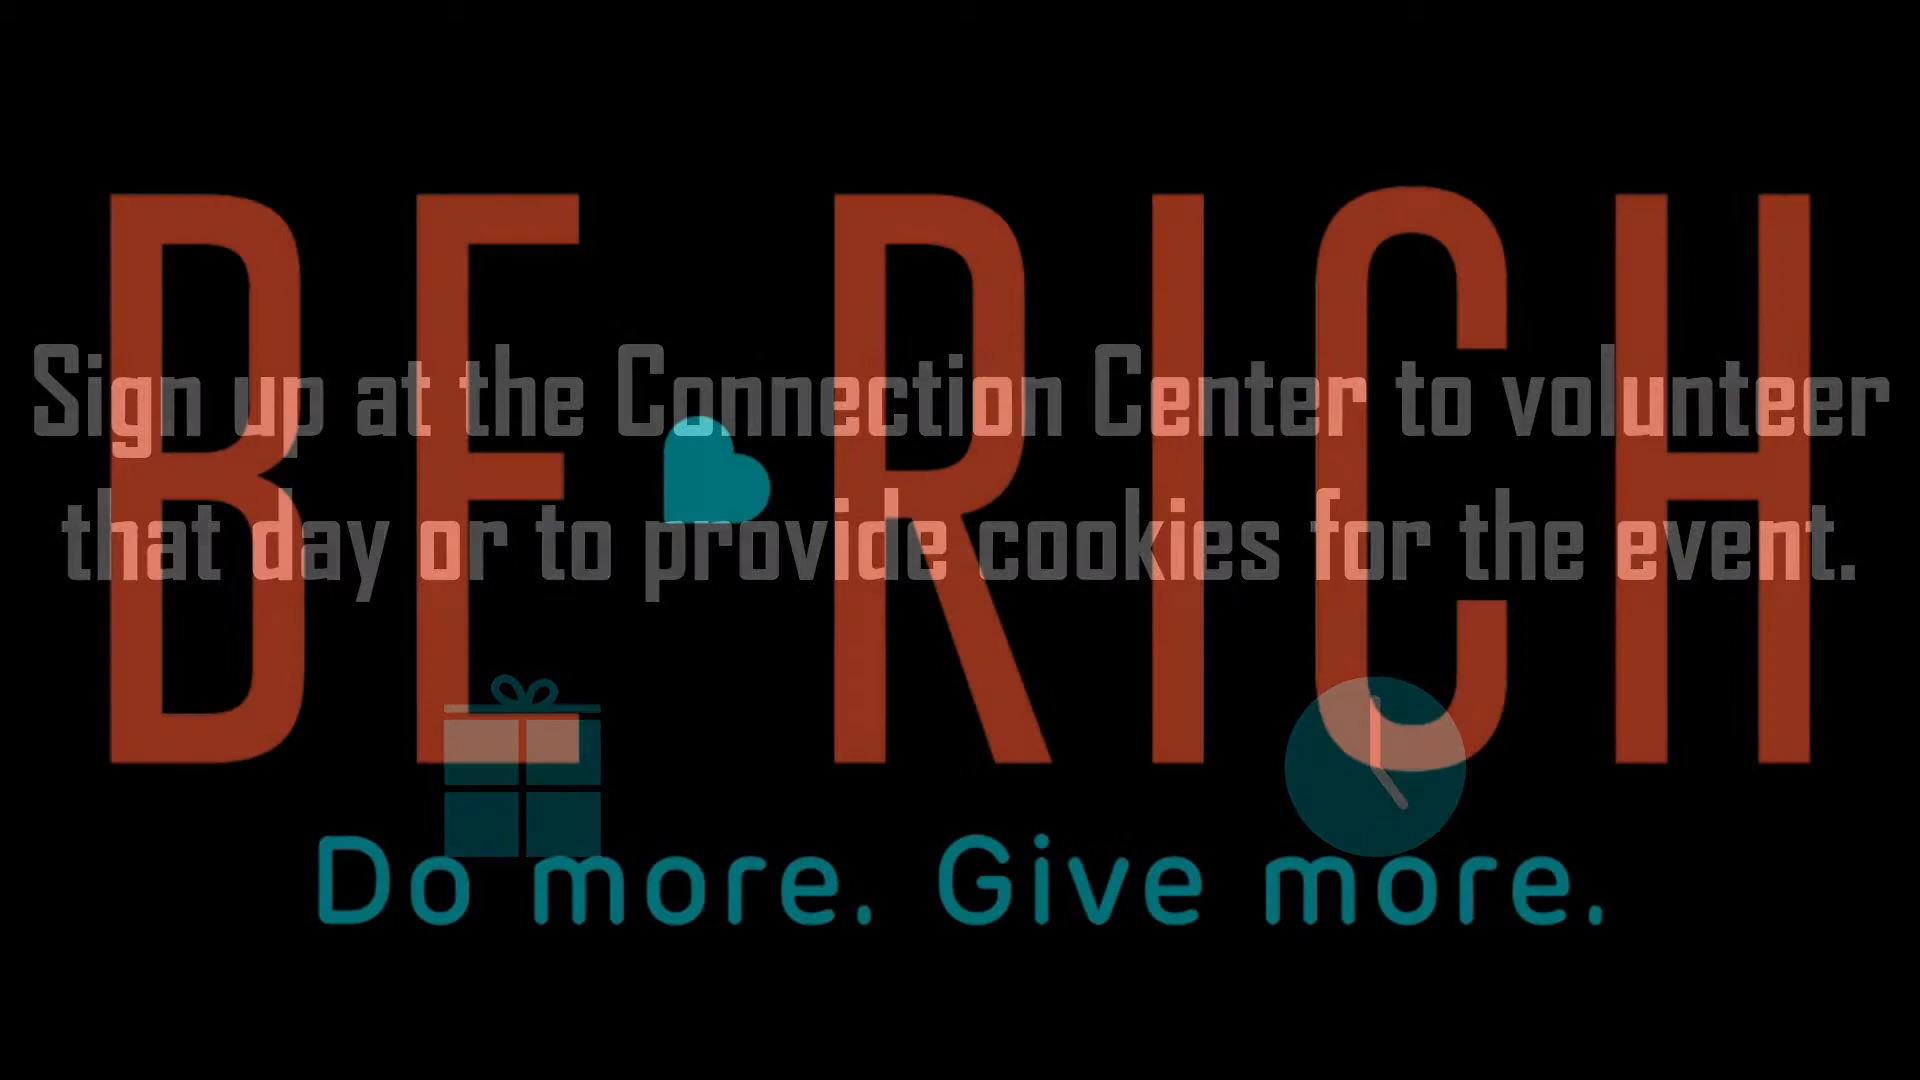 BE RICH
Sign up at the Connection Center to volunteer
that day or to provide cookies for the event.
Do more. Give more.